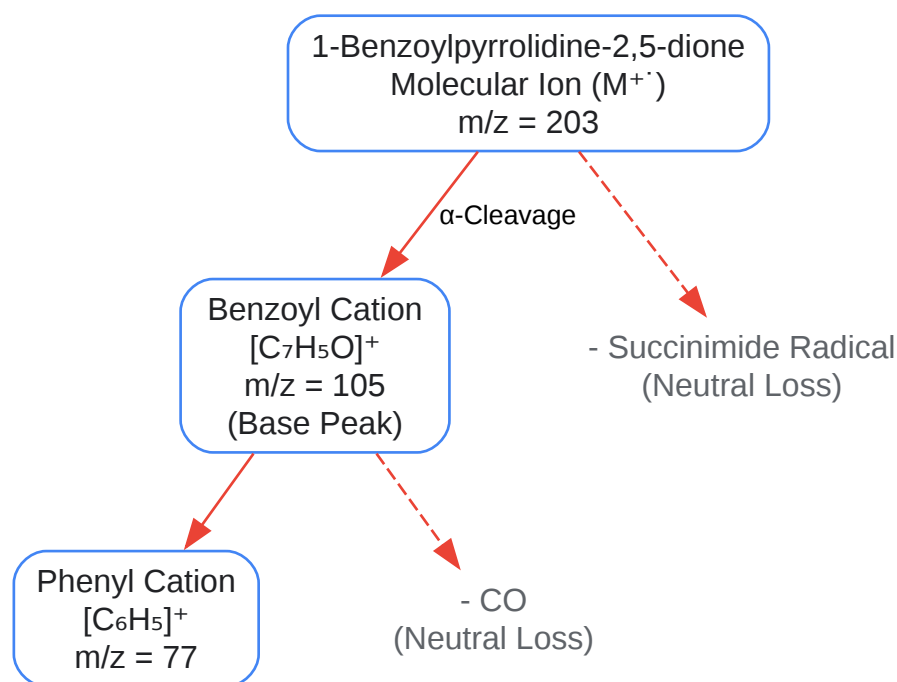 1-Benzoylpyrrolidine-2,5-dione
Molecular Ion (M⁺˙)
m/z = 203
α-Cleavage
Benzoyl Cation
[C₇H₅O]⁺
m/z = 105
(Base Peak)
- Succinimide Radical
(Neutral Loss)
Phenyl Cation
[C₆H₅]⁺
m/z = 77
- CO
(Neutral Loss)